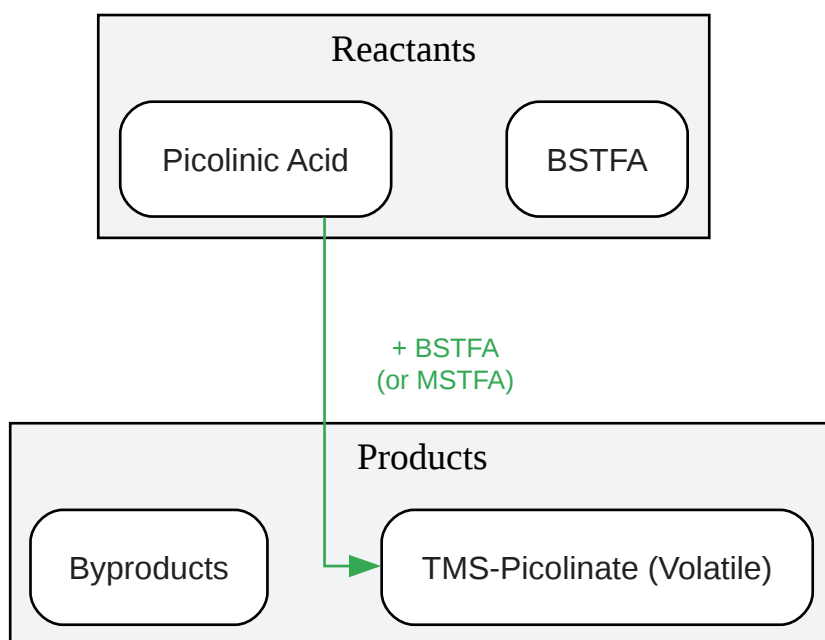 Reactants
Picolinic Acid
BSTFA
+ BSTFA
(or MSTFA)
Products
Byproducts
TMS-Picolinate (Volatile)